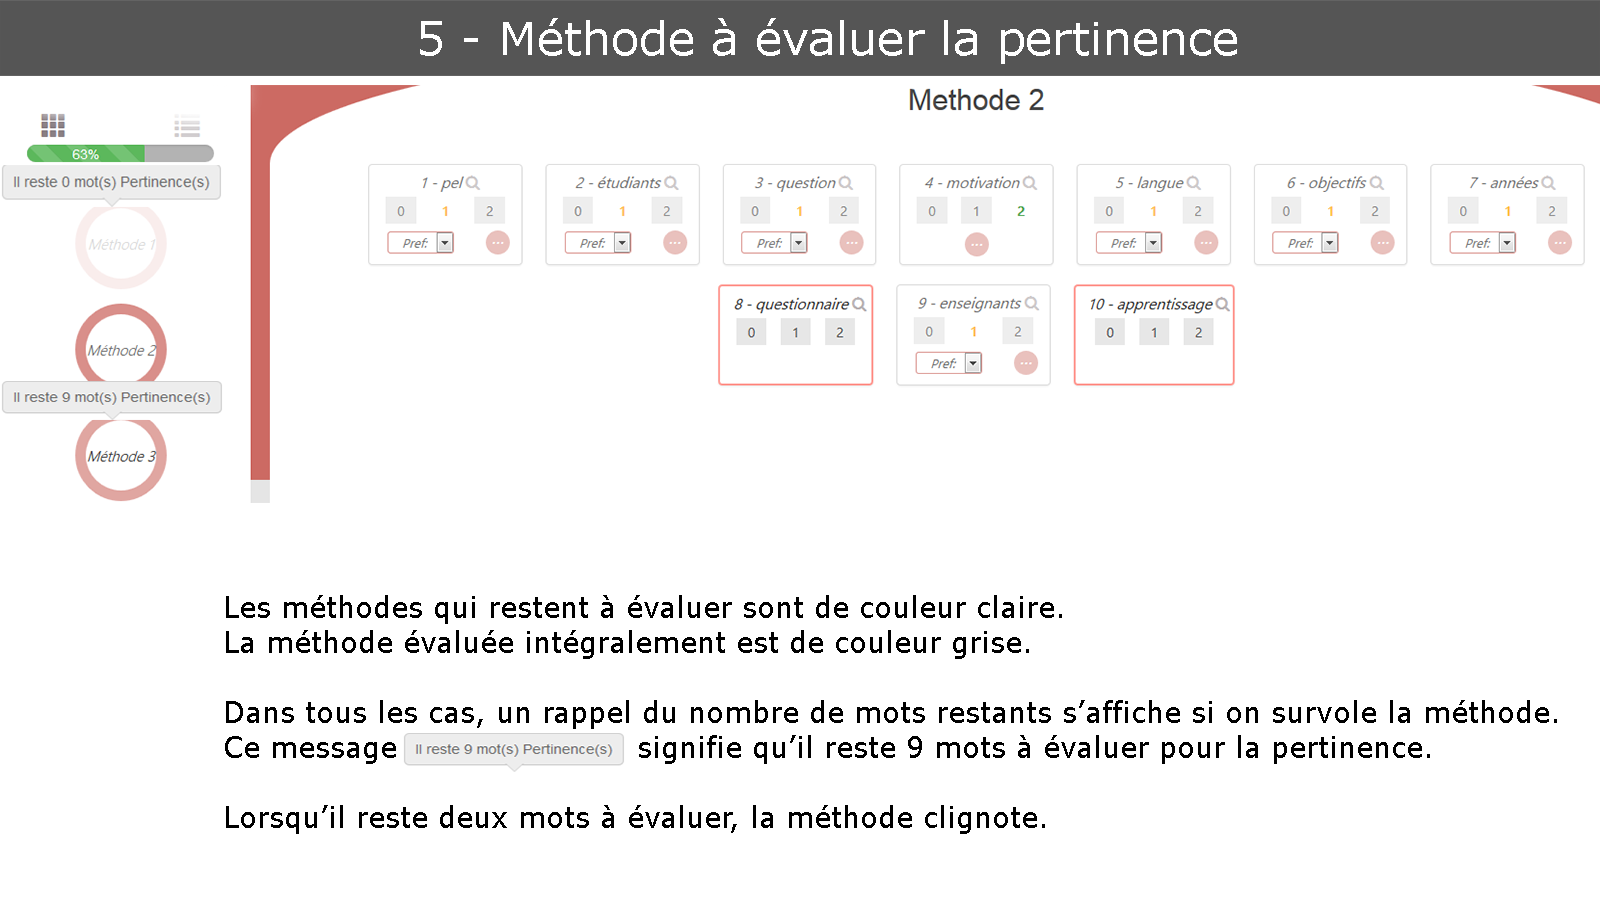 5 - Méthode à évaluer la pertinence
Methode 2
63%
Il reste 0 mot(s) Pertinence(s)
Méthode 1
Méthode 2
Il reste 9 mot(s) Pertinence(s)
Méthode 3
1 - pel
0 1 2
Pref:
2 - étudiants
0 1 2
Pref:
3 - question
0 1 2
Pref:
4 - motivation
0 1 2
5 - langue
0 1 2
Pref:
6 - objectifs
0 1 2
Pref:
7 - années
0 1 2
Pref:
8 - questionnaire
0 1 2
9 - enseignants
0 1 2
Pref:
10 - apprentissage
0 1 2
Les méthodes qui restent à évaluer sont de couleur claire.
La méthode évaluée intégralement est de couleur grise.
Dans tous les cas, un rappel du nombre de mots restants s’affiche si on survole la méthode.
Ce message Il reste 9 mot(s) Pertinence(s) signifie qu’il reste 9 mots à évaluer pour la pertinence.
Lorsqu’il reste deux mots à évaluer, la méthode clignote.